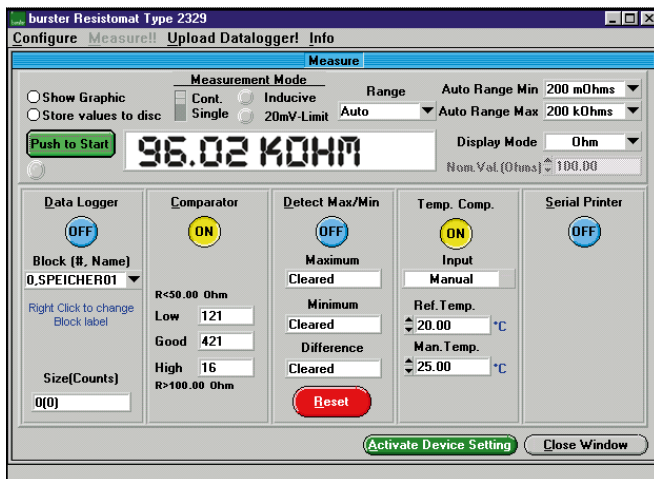 burster Resistomat Type 2329
Configure Measure!! Upload Datalogger! Info
Measure
Measurement Mode
Show Graphic
Store values to disc
Cont.
Single
Inducive
20mV-Limit
Range
Auto
Auto Range Min 200 mOhms
Auto Range Max 200 kOhms
Push to Start
96.02 KOHM
Display Mode Ohm
Nom.Val.(Ohms) 100.00
Data Logger
OFF
Block (#, Name)
0,SPEICHER01
Right Click to change
Block label
Size(Counts)
0(0)
Comparator
ON
R<50.00 Ohm
Low 121
Good 421
High 16
R>100.00 Ohm
Detect Max/Min
OFF
Maximum
Cleared
Minimum
Cleared
Difference
Cleared
Reset
Temp. Comp.
ON
Input
Manual
Ref.Temp.
20.00 °C
Man.Temp.
25.00 °C
Serial Printer
OFF
Activate Device Setting
Close Window